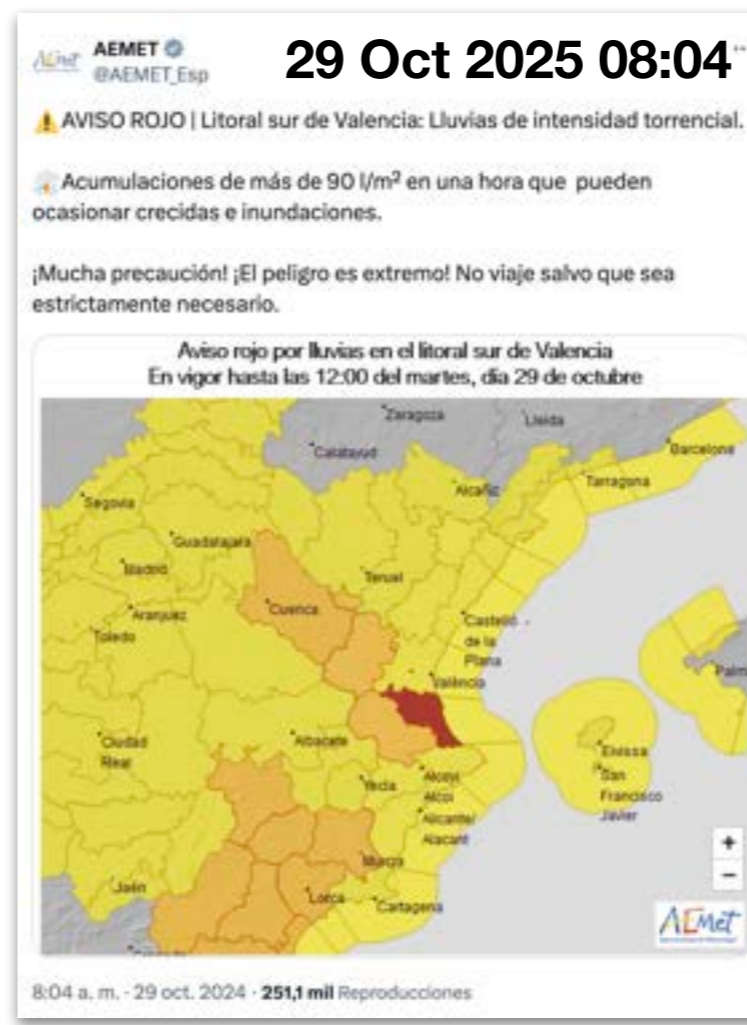 AEmet
AEMET
@AEMET_Esp
29 Oct 2025 08:04
AVISO ROJO | Litoral sur de Valencia: Lluvias de intensidad torrencial.
Acumulaciones de más de 90 l/m² en una hora que pueden
ocasionar crecidas e inundaciones.
¡Mucha precaución! ¡El peligro es extremo! No viaje salvo que sea
estrictamente necesario.
Aviso rojo por lluvias en el litoral sur de Valencia
En vigor hasta las 12:00 del martes, día 29 de octubre
Zaragoza
Lleida
Barcelona
Calatayud
Alcañiz
Tarragona
Segovia
Guadalajara
Madrid
Teruel
Aranjuez
Cuenca
Castelló
de la
Plana
Toledo
València
Palm
Ciudad
Real
Albacete
Eivissa
San
Francisco
Javier
Yecla
Alcoy/
Alcoi
Alicante/
Alacant
Murcia
Jaén
Lorca
Cartagena
+
−
AEmet
8:04 a. m. · 29 oct. 2024 · 251,1 mil Reproducciones